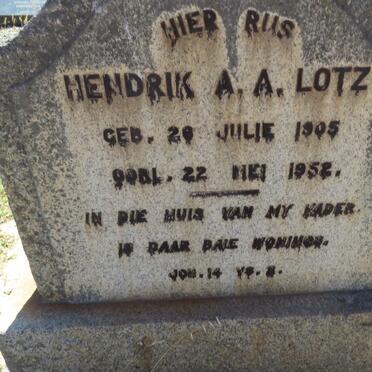 HIER RUS
HENDRIK A. A. LOTZ
GEB. 20 JULIE 1905
OORL. 22 MEI 1952.
IN DIE HUIS VAN MY VADER
IS DAAR BAIE WONINGS.
JOH. 14 VS. 2.